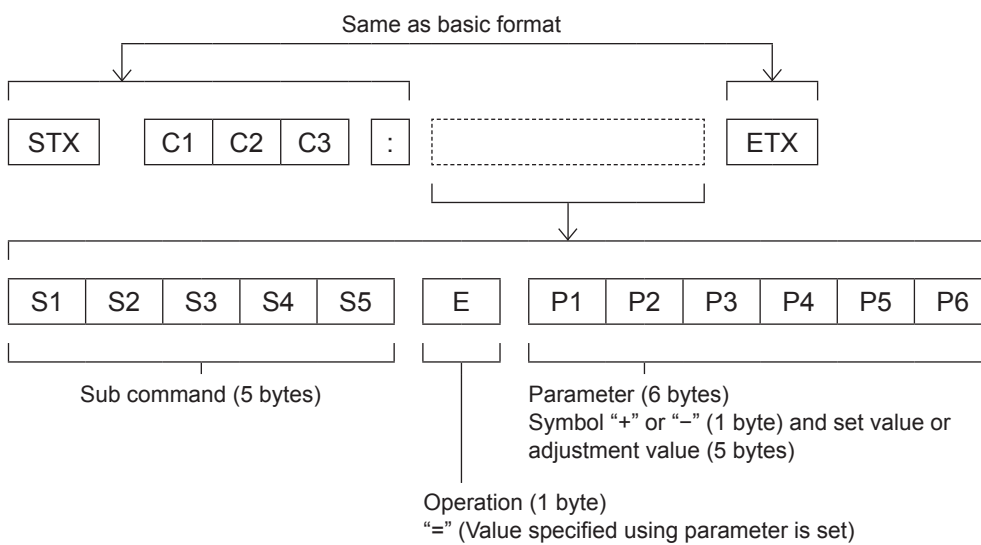 Same as basic format
STX C1 C2 C3 : ETX
S1 S2 S3 S4 S5 E P1 P2 P3 P4 P5 P6
Sub command (5 bytes)
Parameter (6 bytes)
Symbol “+” or “−” (1 byte) and set value or
adjustment value (5 bytes)
Operation (1 byte)
“=” (Value specified using parameter is set)